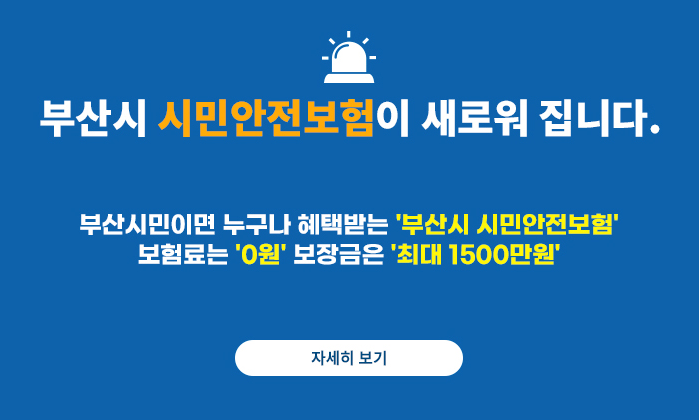 부산시 시민안전보험이 새로워 집니다.
부산시민이면 누구나 혜택받는 '부산시 시민안전보험'
보험료는 '0원' 보장금은 '최대 1500만원'
자세히 보기